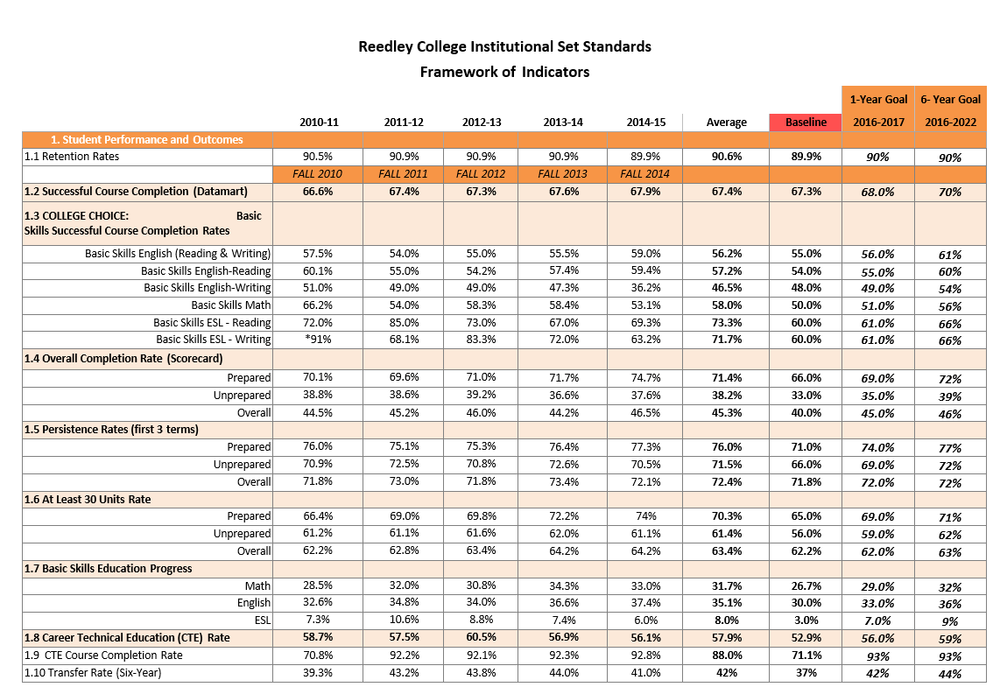 Reedley College Institutional Set Standards
Framework of Indicators
1-Year Goal 6- Year Goal
2010-11 2011-12 2012-13 2013-14 2014-15 Average Baseline 2016-2017 2016-2022
1. Student Performance and Outcomes
1.1 Retention Rates 90.5% 90.9% 90.9% 90.9% 89.9% 90.6% 89.9% 90% 90%
FALL 2010 FALL 2011 FALL 2012 FALL 2013 FALL 2014
1.2 Successful Course Completion (Datamart) 66.6% 67.4% 67.3% 67.6% 67.9% 67.4% 67.3% 68.0% 70%
1.3 COLLEGE CHOICE: Basic
Skills Successful Course Completion Rates
Basic Skills English (Reading & Writing) 57.5% 54.0% 55.0% 55.5% 59.0% 56.2% 55.0% 56.0% 61%
Basic Skills English-Reading 60.1% 55.0% 54.2% 57.4% 59.4% 57.2% 54.0% 55.0% 60%
Basic Skills English-Writing 51.0% 49.0% 49.0% 47.3% 36.2% 46.5% 48.0% 49.0% 54%
Basic Skills Math 66.2% 54.0% 58.3% 58.4% 53.1% 58.0% 50.0% 51.0% 56%
Basic Skills ESL - Reading 72.0% 85.0% 73.0% 67.0% 69.3% 73.3% 60.0% 61.0% 66%
Basic Skills ESL - Writing *91% 68.1% 83.3% 72.0% 63.2% 71.7% 60.0% 61.0% 66%
1.4 Overall Completion Rate (Scorecard)
Prepared 70.1% 69.6% 71.0% 71.7% 74.7% 71.4% 66.0% 69.0% 72%
Unprepared 38.8% 38.6% 39.2% 36.6% 37.6% 38.2% 33.0% 35.0% 39%
Overall 44.5% 45.2% 46.0% 44.2% 46.5% 45.3% 40.0% 45.0% 46%
1.5 Persistence Rates (first 3 terms)
Prepared 76.0% 75.1% 75.3% 76.4% 77.3% 76.0% 71.0% 74.0% 77%
Unprepared 70.9% 72.5% 70.8% 72.6% 70.5% 71.5% 66.0% 69.0% 72%
Overall 71.8% 73.0% 71.8% 73.4% 72.1% 72.4% 71.8% 72.0% 72%
1.6 At Least 30 Units Rate
Prepared 66.4% 69.0% 69.8% 72.2% 74% 70.3% 65.0% 69.0% 71%
Unprepared 61.2% 61.1% 61.6% 62.0% 61.1% 61.4% 56.0% 59.0% 62%
Overall 62.2% 62.8% 63.4% 64.2% 64.2% 63.4% 62.2% 62.0% 63%
1.7 Basic Skills Education Progress
Math 28.5% 32.0% 30.8% 34.3% 33.0% 31.7% 26.7% 29.0% 32%
English 32.6% 34.8% 34.0% 36.6% 37.4% 35.1% 30.0% 33.0% 36%
ESL 7.3% 10.6% 8.8% 7.4% 6.0% 8.0% 3.0% 7.0% 9%
1.8 Career Technical Education (CTE) Rate 58.7% 57.5% 60.5% 56.9% 56.1% 57.9% 52.9% 56.0% 59%
1.9 CTE Course Completion Rate 70.8% 92.2% 92.1% 92.3% 92.8% 88.0% 71.1% 93% 93%
1.10 Transfer Rate (Six-Year) 39.3% 43.2% 43.8% 44.0% 41.0% 42% 37% 42% 44%